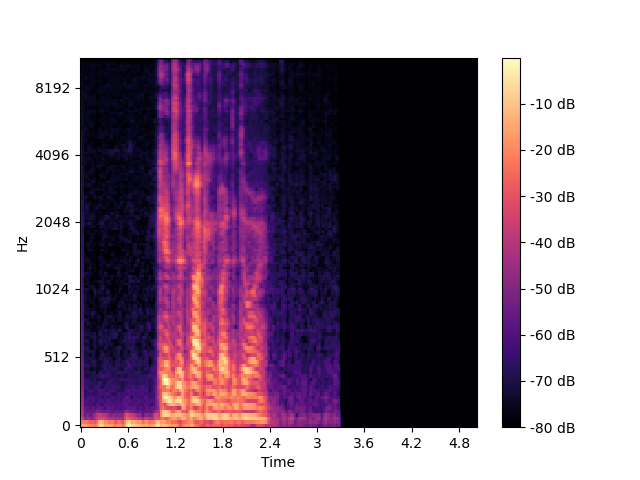 8192
4096
2048
1024
512
0
Hz
0 0.6 1.2 1.8 2.4 3 3.6 4.2 4.8
Time
-10 dB
-20 dB
-30 dB
-40 dB
-50 dB
-60 dB
-70 dB
-80 dB